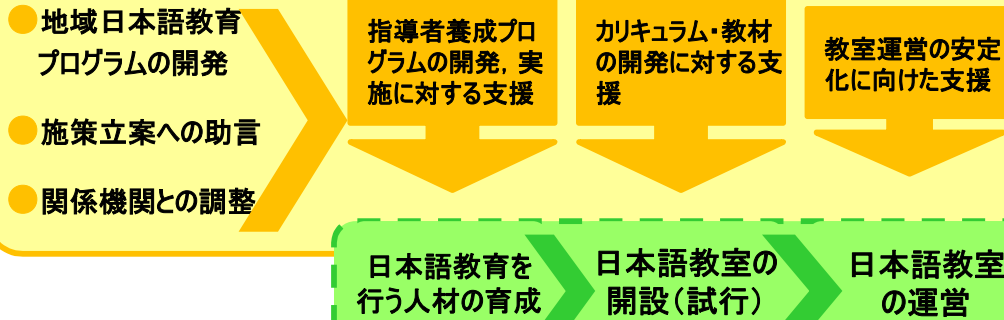 ●地域日本語教育
プログラムの開発
●施策立案への助言
●関係機関との調整
指導者養成プロ
グラムの開発，実
施に対する支援
カリキュラム・教材
の開発に対する支
援
教室運営の安定
化に向けた支援
日本語教育を
行う人材の育成
日本語教室の
開設（試行）
日本語教室
の運営